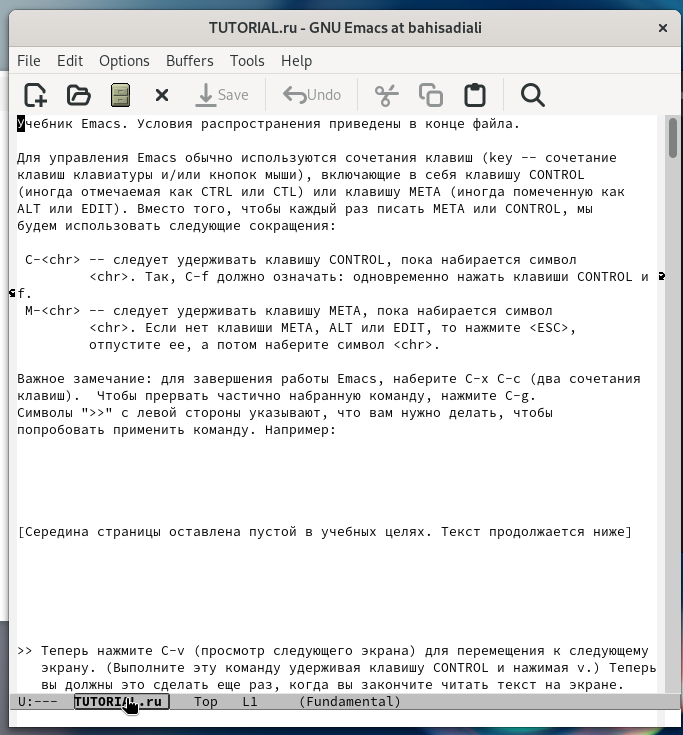 TUTORIAL.ru - GNU Emacs at bahisadiali
File Edit Options Buffers Tools Help
Save Undo
Учебник Emacs. Условия распространения приведены в конце файла.
Для управления Emacs обычно используются сочетания клавиш (key -- сочетание
клавиш клавиатуры и/или кнопок мыши), включающие в себя клавишу CONTROL
(иногда отмечаемая как CTRL или CTL) или клавишу META (иногда помеченную как
ALT или EDIT). Вместо того, чтобы каждый раз писать META или CONTROL, мы
будем использовать следующие сокращения:
C-<chr> -- следует удерживать клавишу CONTROL, пока набирается символ
<chr>. Так, C-f должно означать: одновременно нажать клавиши CONTROL и
f.
M-<chr> -- следует удерживать клавишу META, пока набирается символ
<chr>. Если нет клавиши META, ALT или EDIT, то нажмите <ESC>,
отпустите ее, а потом наберите символ <chr>.
Важное замечание: для завершения работы Emacs, наберите C-x C-c (два сочетания
клавиш).  Чтобы прервать частично набранную команду, нажмите C-g.
Символы ">>" с левой стороны указывают, что вам нужно делать, чтобы
попробовать применить команду. Например:
[Середина страницы оставлена пустой в учебных целях. Текст продолжается ниже]
>> Теперь нажмите C-v (просмотр следующего экрана) для перемещения к следующему
экрану. (Выполните эту команду удерживая клавишу CONTROL и нажимая v.) Теперь
вы должны это сделать еще раз, когда вы закончите читать текст на экране.
U:--- TUTORIAL.ru Top L1 (Fundamental)